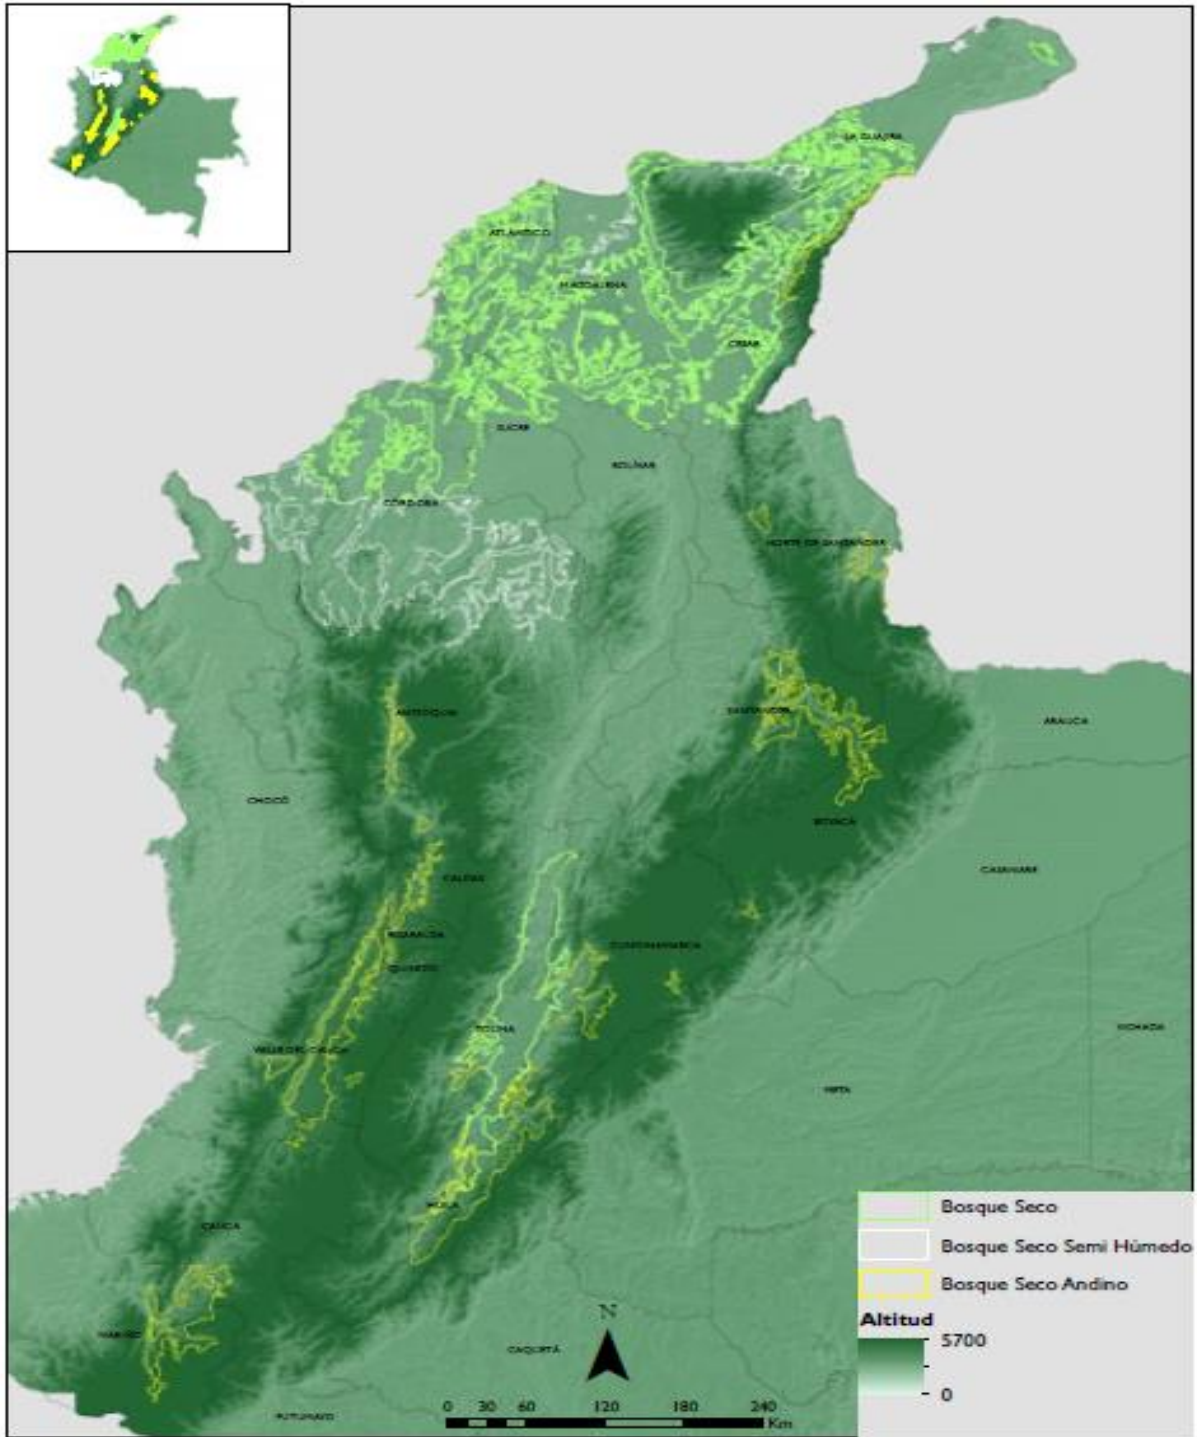 LA GUAJIRA
ATLANTICO
MAGDALENA
CESAR
SUCRE
BOLÍVAR
CÓRDOBA
NORTE DE SANTANDER
ANTIOQUIA
SANTANDER
ARAUCA
CHOCÓ
BOYACÁ
CALDAS
CASANARE
RISARALDA
CUNDINAMARCA
QUINDÍO
TOLIMA
VICHADA
VALLE DEL CAUCA
META
HUILA
CAUCA
NARIÑO
CAQUETÁ
PUTUMAYO
N
0 30 60 120 180 240
Km
Bosque Seco
Bosque Seco Semi Húmedo
Bosque Seco Andino
Altitud
5700
0